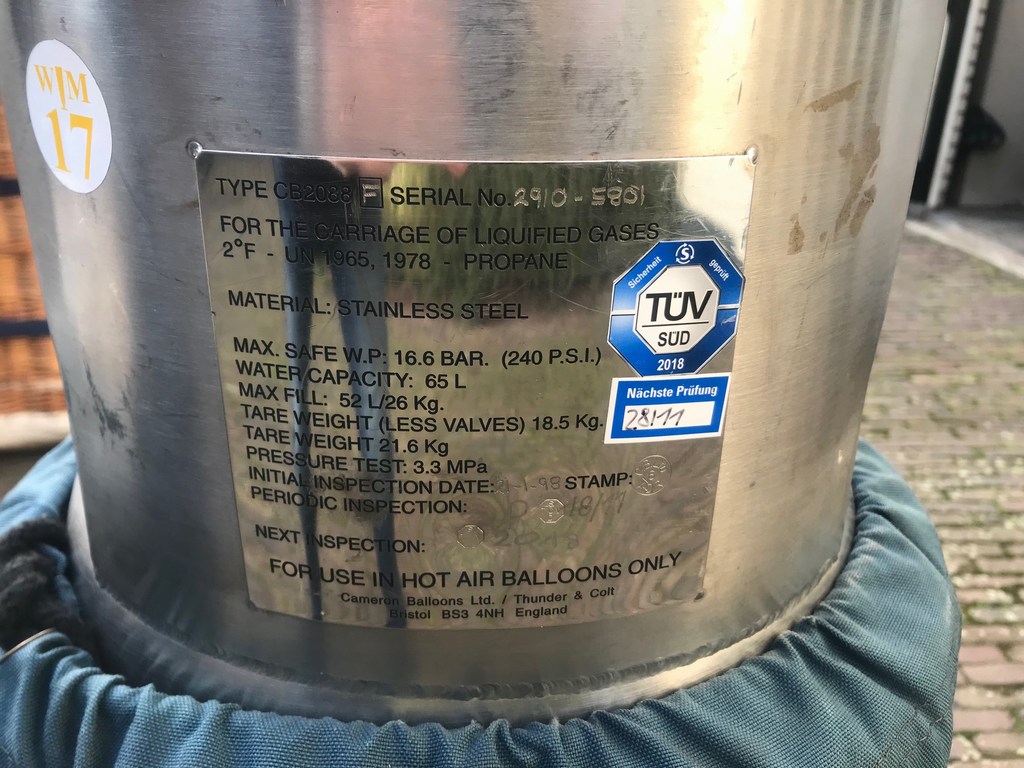 WIM
17
TYPE CB2088 F SERIAL No. 2910-5801
FOR THE CARRIAGE OF LIQUIFIED GASES
2°F - UN 1965, 1978 - PROPANE
MATERIAL: STAINLESS STEEL
MAX. SAFE W.P: 16.6 BAR. (240 P.S.I.)
WATER CAPACITY: 65 L
MAX FILL: 52 L/26 Kg.
TARE WEIGHT (LESS VALVES) 18.5 Kg.
TARE WEIGHT 21.6 Kg
PRESSURE TEST: 3.3 MPa
INITIAL INSPECTION DATE: -1-98 STAMP:
PERIODIC INSPECTION:
NEXT INSPECTION:
FOR USE IN HOT AIR BALLOONS ONLY
Cameron Balloons Ltd. / Thunder & Colt
Bristol BS3 4NH England
Sicherheit geprüft
S
TÜV
SÜD
2018
Nächste Prüfung
28/11